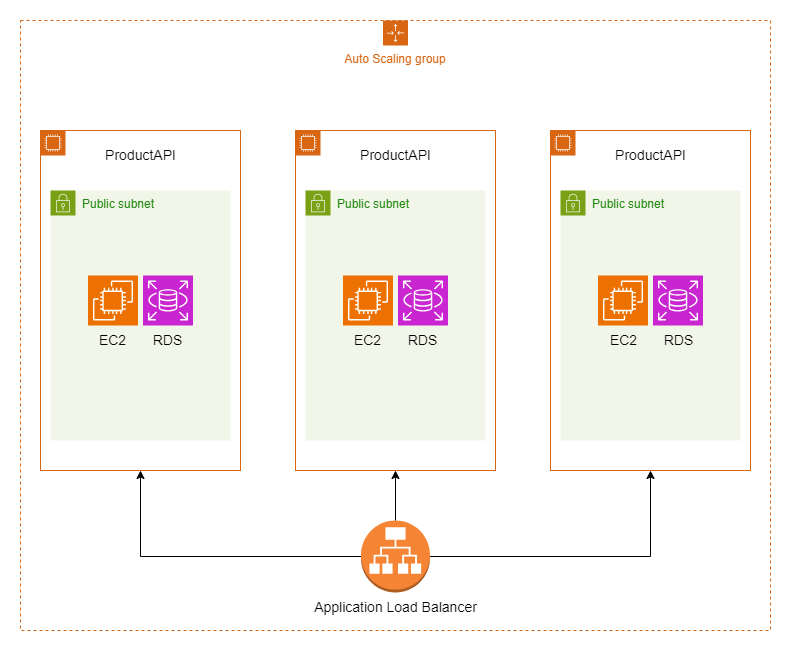 Auto Scaling group
ProductAPI
ProductAPI
ProductAPI
Public subnet
Public subnet
Public subnet
EC2
RDS
EC2
RDS
EC2
RDS
Application Load Balancer